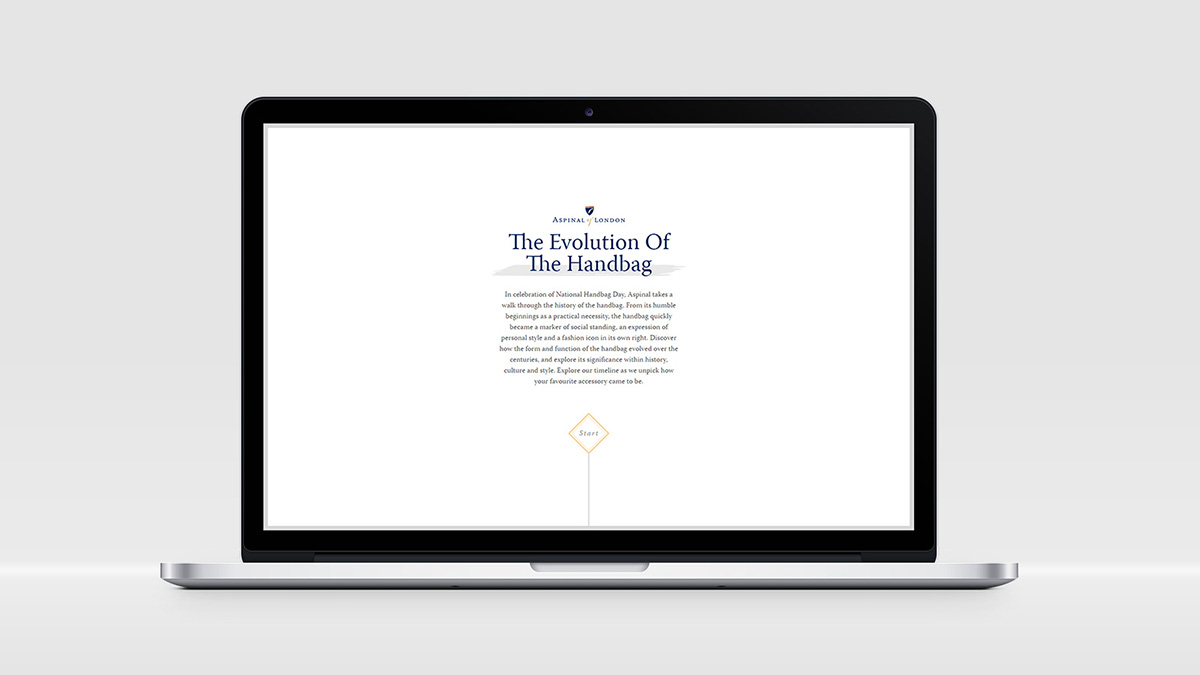 ASPINAL of LONDON
The Evolution Of
The Handbag
In celebration of National Handbag Day, Aspinal takes a
walk through the history of the handbag. From its humble
beginnings as a practical necessity, the handbag quickly
became a marker of social standing, an expression of
personal style and a fashion icon in its own right. Discover
how the form and function of the handbag evolved over the
centuries, and explore its significance within history,
culture and style. Explore our timeline as we unpick how
your favourite accessory came to be.
Start